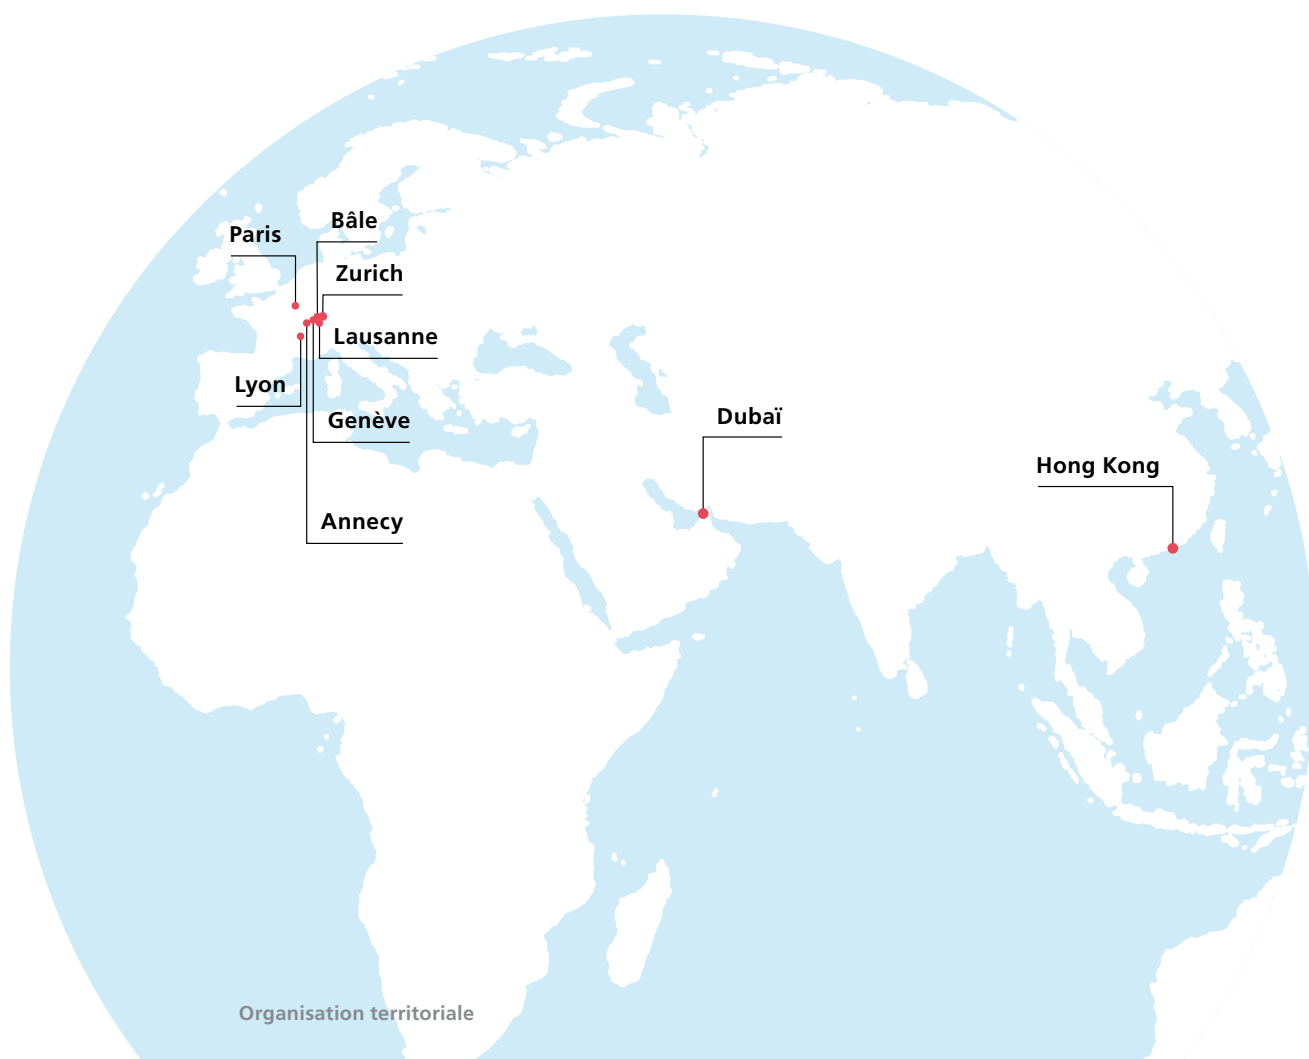 Bâle
Paris
Zurich
Lausanne
Lyon
Genève
Dubaï
Hong Kong
Annecy
Organisation territoriale